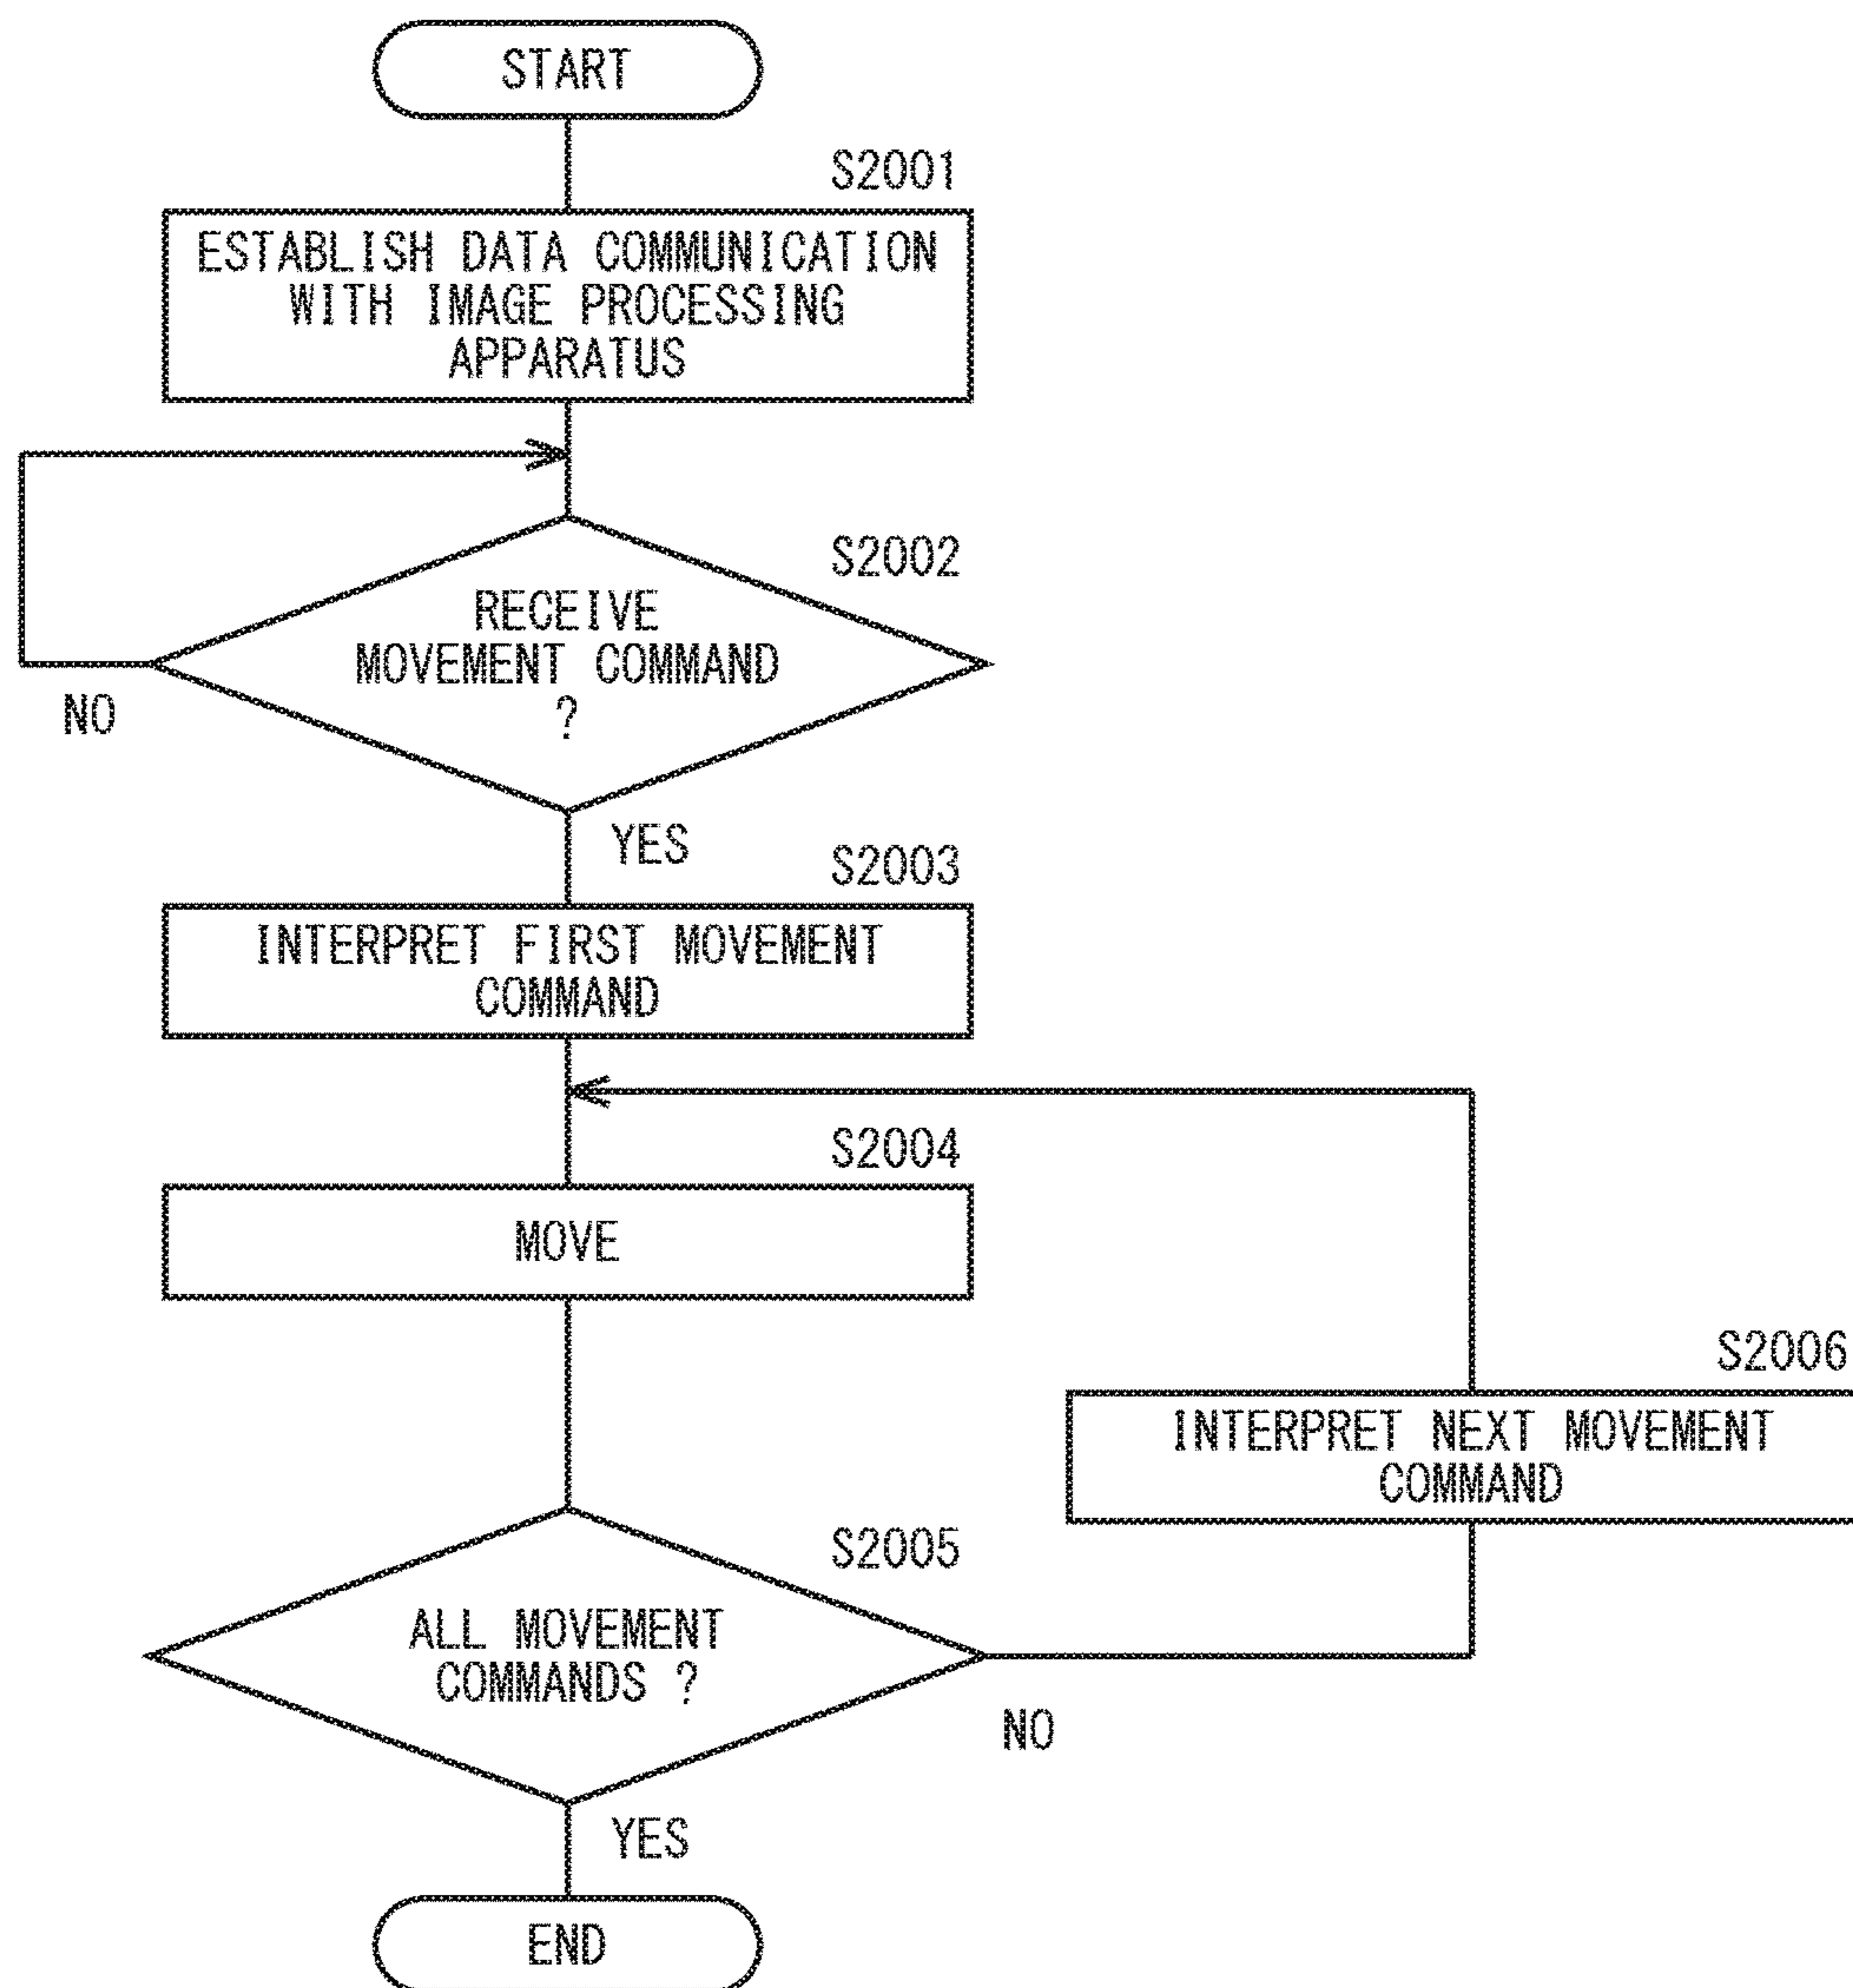 START
S2001
ESTABLISH DATA COMMUNICATION
WITH IMAGE PROCESSING
APPARATUS
S2002
RECEIVE
MOVEMENT COMMAND
?
NO
YES
S2003
INTERPRET FIRST MOVEMENT
COMMAND
S2004
MOVE
S2006
INTERPRET NEXT MOVEMENT
COMMAND
S2005
ALL MOVEMENT
COMMANDS ?
NO
YES
END